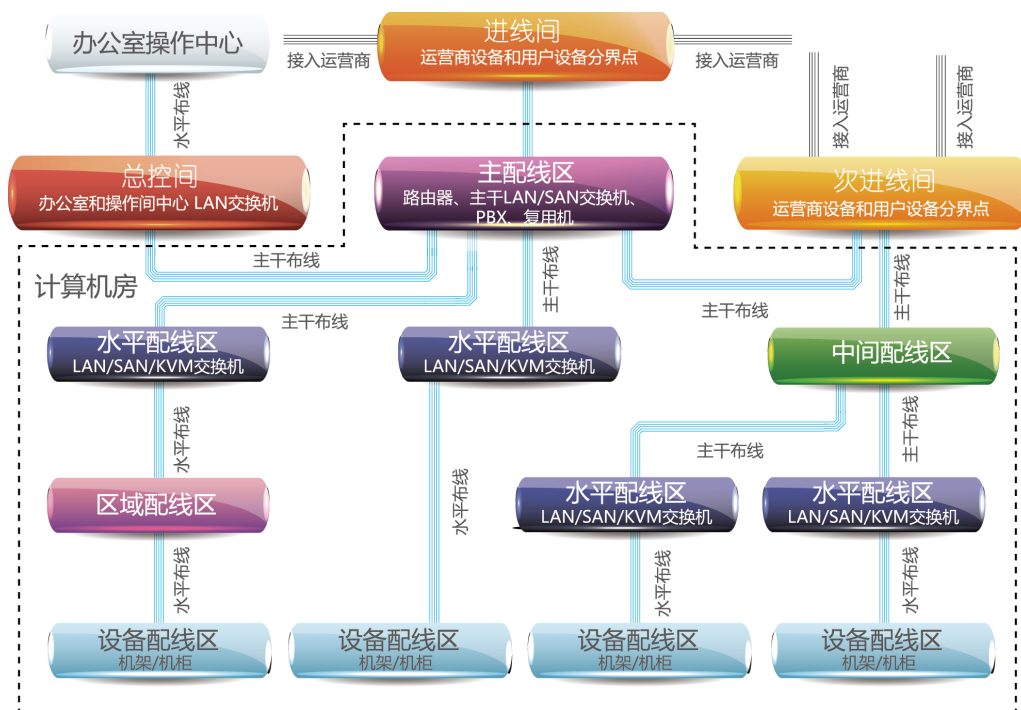 办公室操作中心
进线间
运营商设备和用户设备分界点
接入运营商
接入运营商
接入运营商
接入运营商
水平布线
总控间
办公室和操作间中心 LAN交换机
主配线区
路由器、主干LAN/SAN交换机、
PBX、复用机
次进线间
运营商设备和用户设备分界点
计算机房
主干布线
主干布线
主干布线
主干布线
主干布线
水平配线区
LAN/SAN/KVM交换机
水平配线区
LAN/SAN/KVM交换机
中间配线区
水平布线
主干布线
主干布线
区域配线区
水平布线
水平配线区
LAN/SAN/KVM交换机
水平配线区
LAN/SAN/KVM交换机
水平布线
水平布线
水平布线
设备配线区
机架/机柜
设备配线区
机架/机柜
设备配线区
机架/机柜
设备配线区
机架/机柜